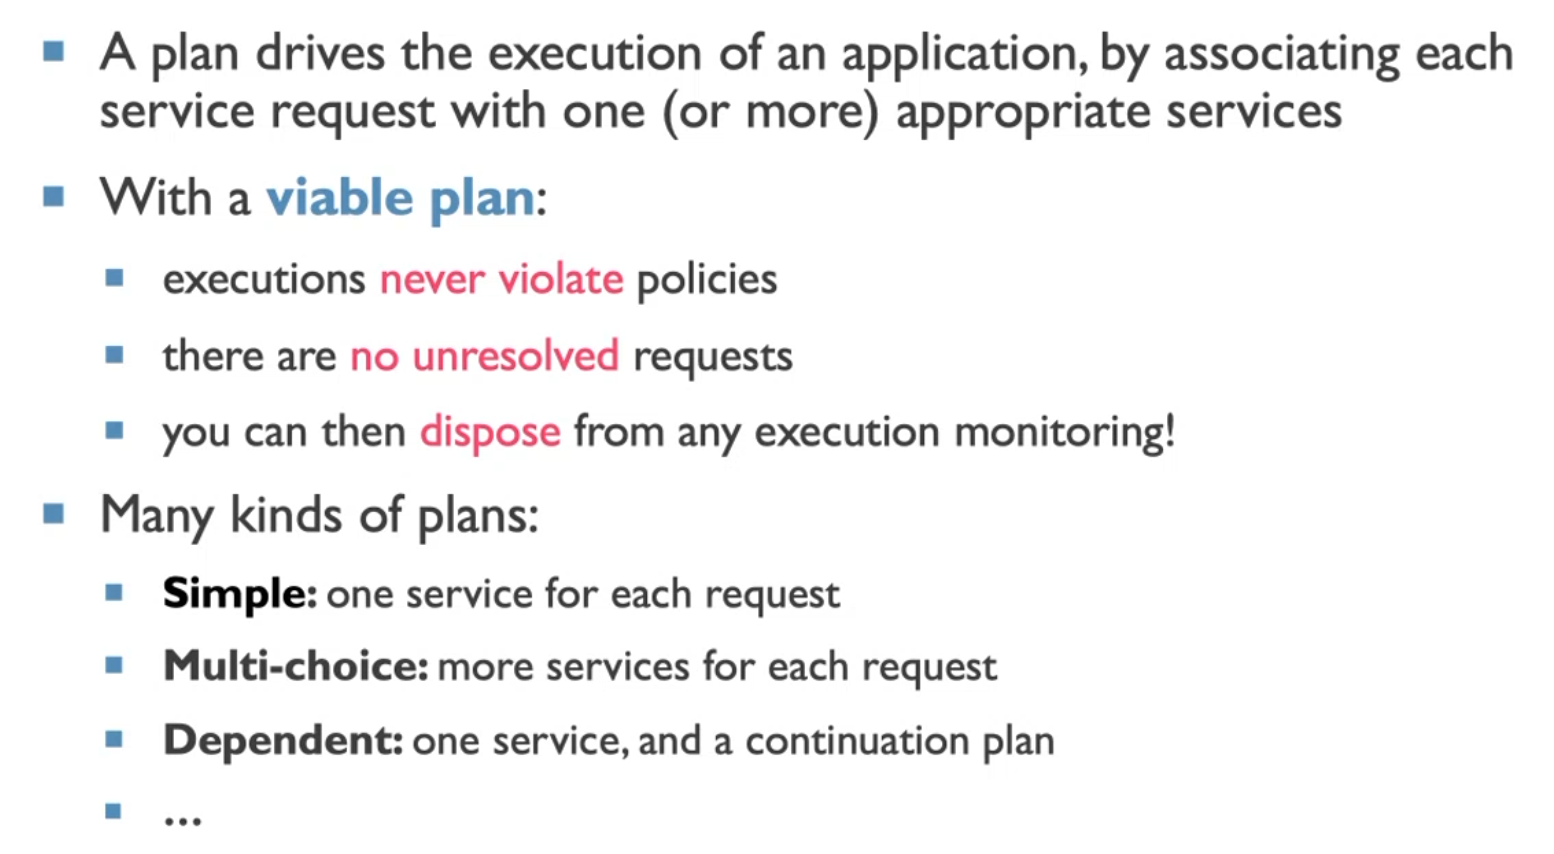 A plan drives the execution of an application, by associating each
service request with one (or more) appropriate services
With a viable plan:
executions never violate policies
there are no unresolved requests
you can then dispose from any execution monitoring!
Many kinds of plans:
Simple: one service for each request
Multi-choice: more services for each request
Dependent: one service, and a continuation plan
...